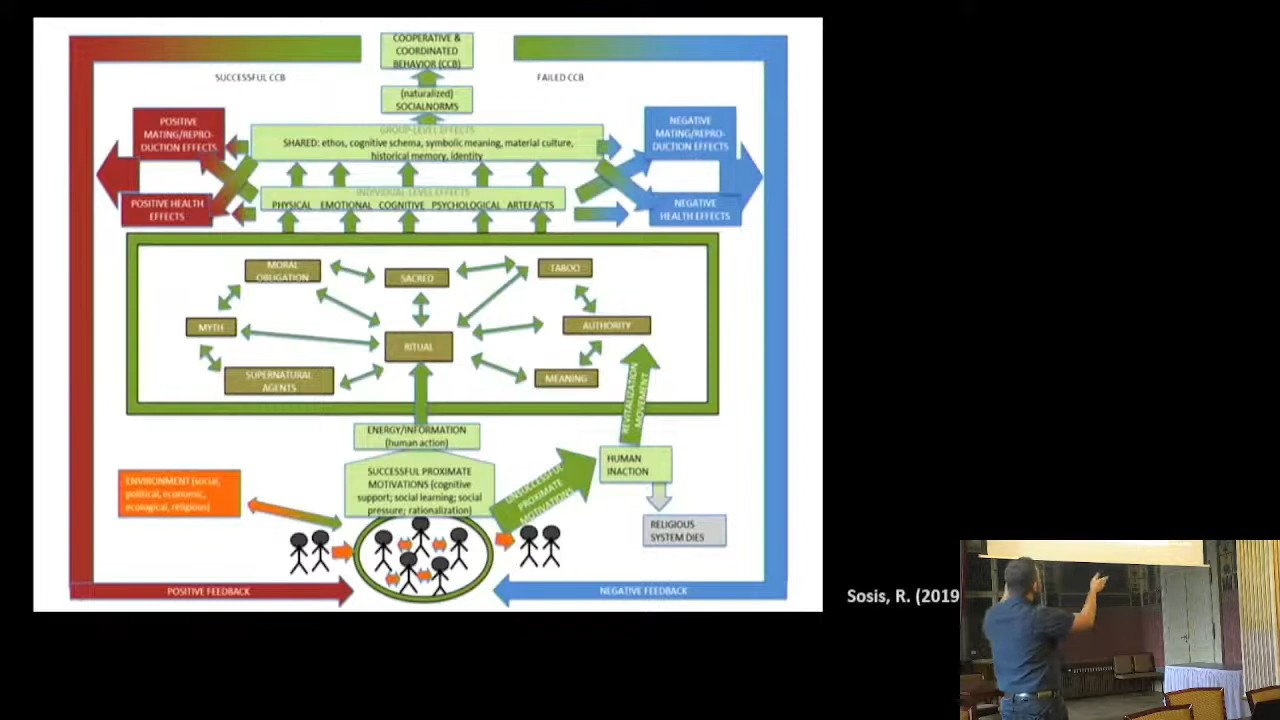 COOPERATIVE &
COORDINATED
BEHAVIOR (CCB)
SUCCESSFUL CCB
FAILED CCB
(naturalized)
SOCIALNORMS
POSITIVE
MATING/REPRO-
DUCTION EFFECTS
GROUP-LEVEL EFFECTS
SHARED: ethos, cognitive schema, symbolic meaning, material culture,
historical memory, identity
NEGATIVE
MATING/REPRO-
DUCTION EFFECTS
POSITIVE HEALTH
EFFECTS
INDIVIDUAL-LEVEL EFFECTS
PHYSICAL EMOTIONAL COGNITIVE PSYCHOLOGICAL ARTEFACTS
NEGATIVE
HEALTH EFFECTS
MORAL
OBLIGATION
SACRED
TABOO
MYTH
RITUAL
AUTHORITY
SUPERNATURAL
AGENTS
MEANING
REVITALIZATION
MOVEMENT
ENERGY/INFORMATION
(human action)
ENVIRONMENT (social,
political, economic,
ecological, religious)
SUCCESSFUL PROXIMATE
MOTIVATIONS (cognitive
support; social learning; social
pressure; rationalization)
UNSUCCESSFUL
PROXIMATE
MOTIVATIONS
HUMAN
INACTION
RELIGIOUS
SYSTEM DIES
POSITIVE FEEDBACK
NEGATIVE FEEDBACK
Sosis, R. (2019